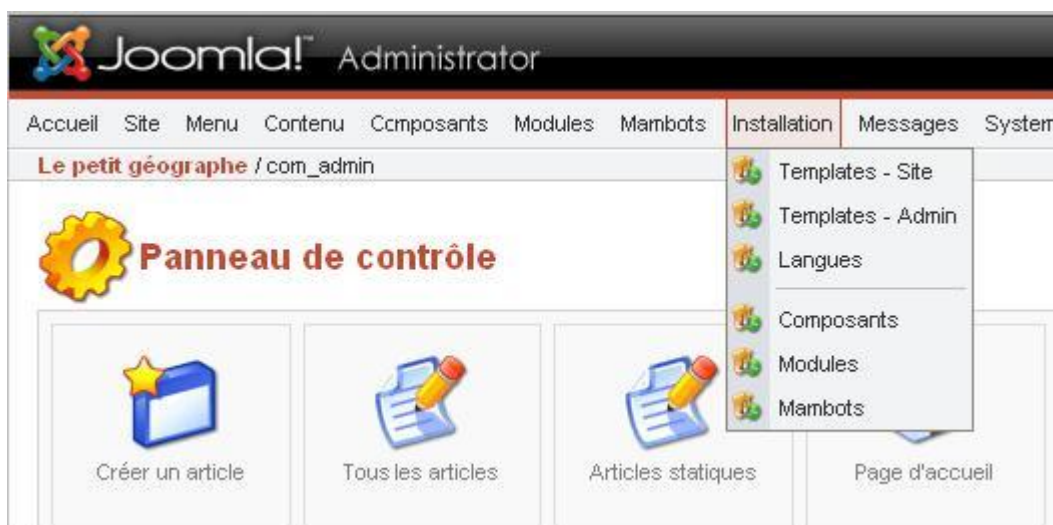 Joomla!™ Administrator
Accueil Site Menu Contenu Composants Modules Mambots Installation Messages System
Le petit géographe / com_admin
Templates - Site
Templates - Admin
Langues
Composants
Modules
Mambots
Panneau de contrôle
Créer un article Tous les articles Articles statiques Page d'accueil